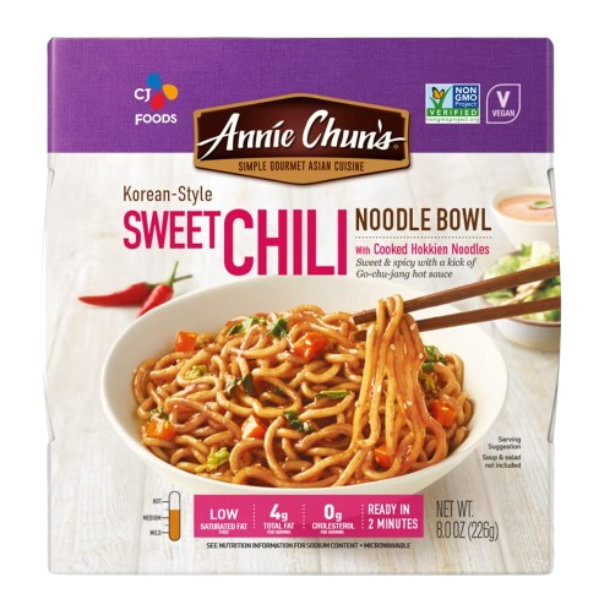 CJ
FOODS
NON
GMO
Project
VERIFIED
nongmoproject.org
V
VEGAN
Annie Chun's
SIMPLE GOURMET ASIAN CUISINE
Korean-Style
SWEET CHILI
NOODLE BOWL
With Cooked Hokkien Noodles
Sweet & spicy with a kick of
Go-chu-jang hot sauce
Serving
Suggestion
Soup & salad
not included
HOT
MEDIUM
MILD
LOW
SATURATED FAT
4g
TOTAL FAT
PER SERVING
0g
CHOLESTEROL
PER SERVING
READY IN
2 MINUTES
NET WT.
8.0 OZ (226g)
SEE NUTRITION INFORMATION FOR SODIUM CONTENT • MICROWAVABLE